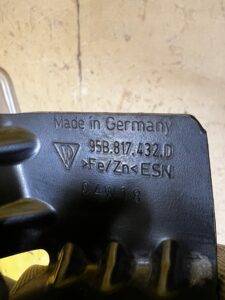 Made in Germany
95B.817.432.D
>Fe/Zn< ESN